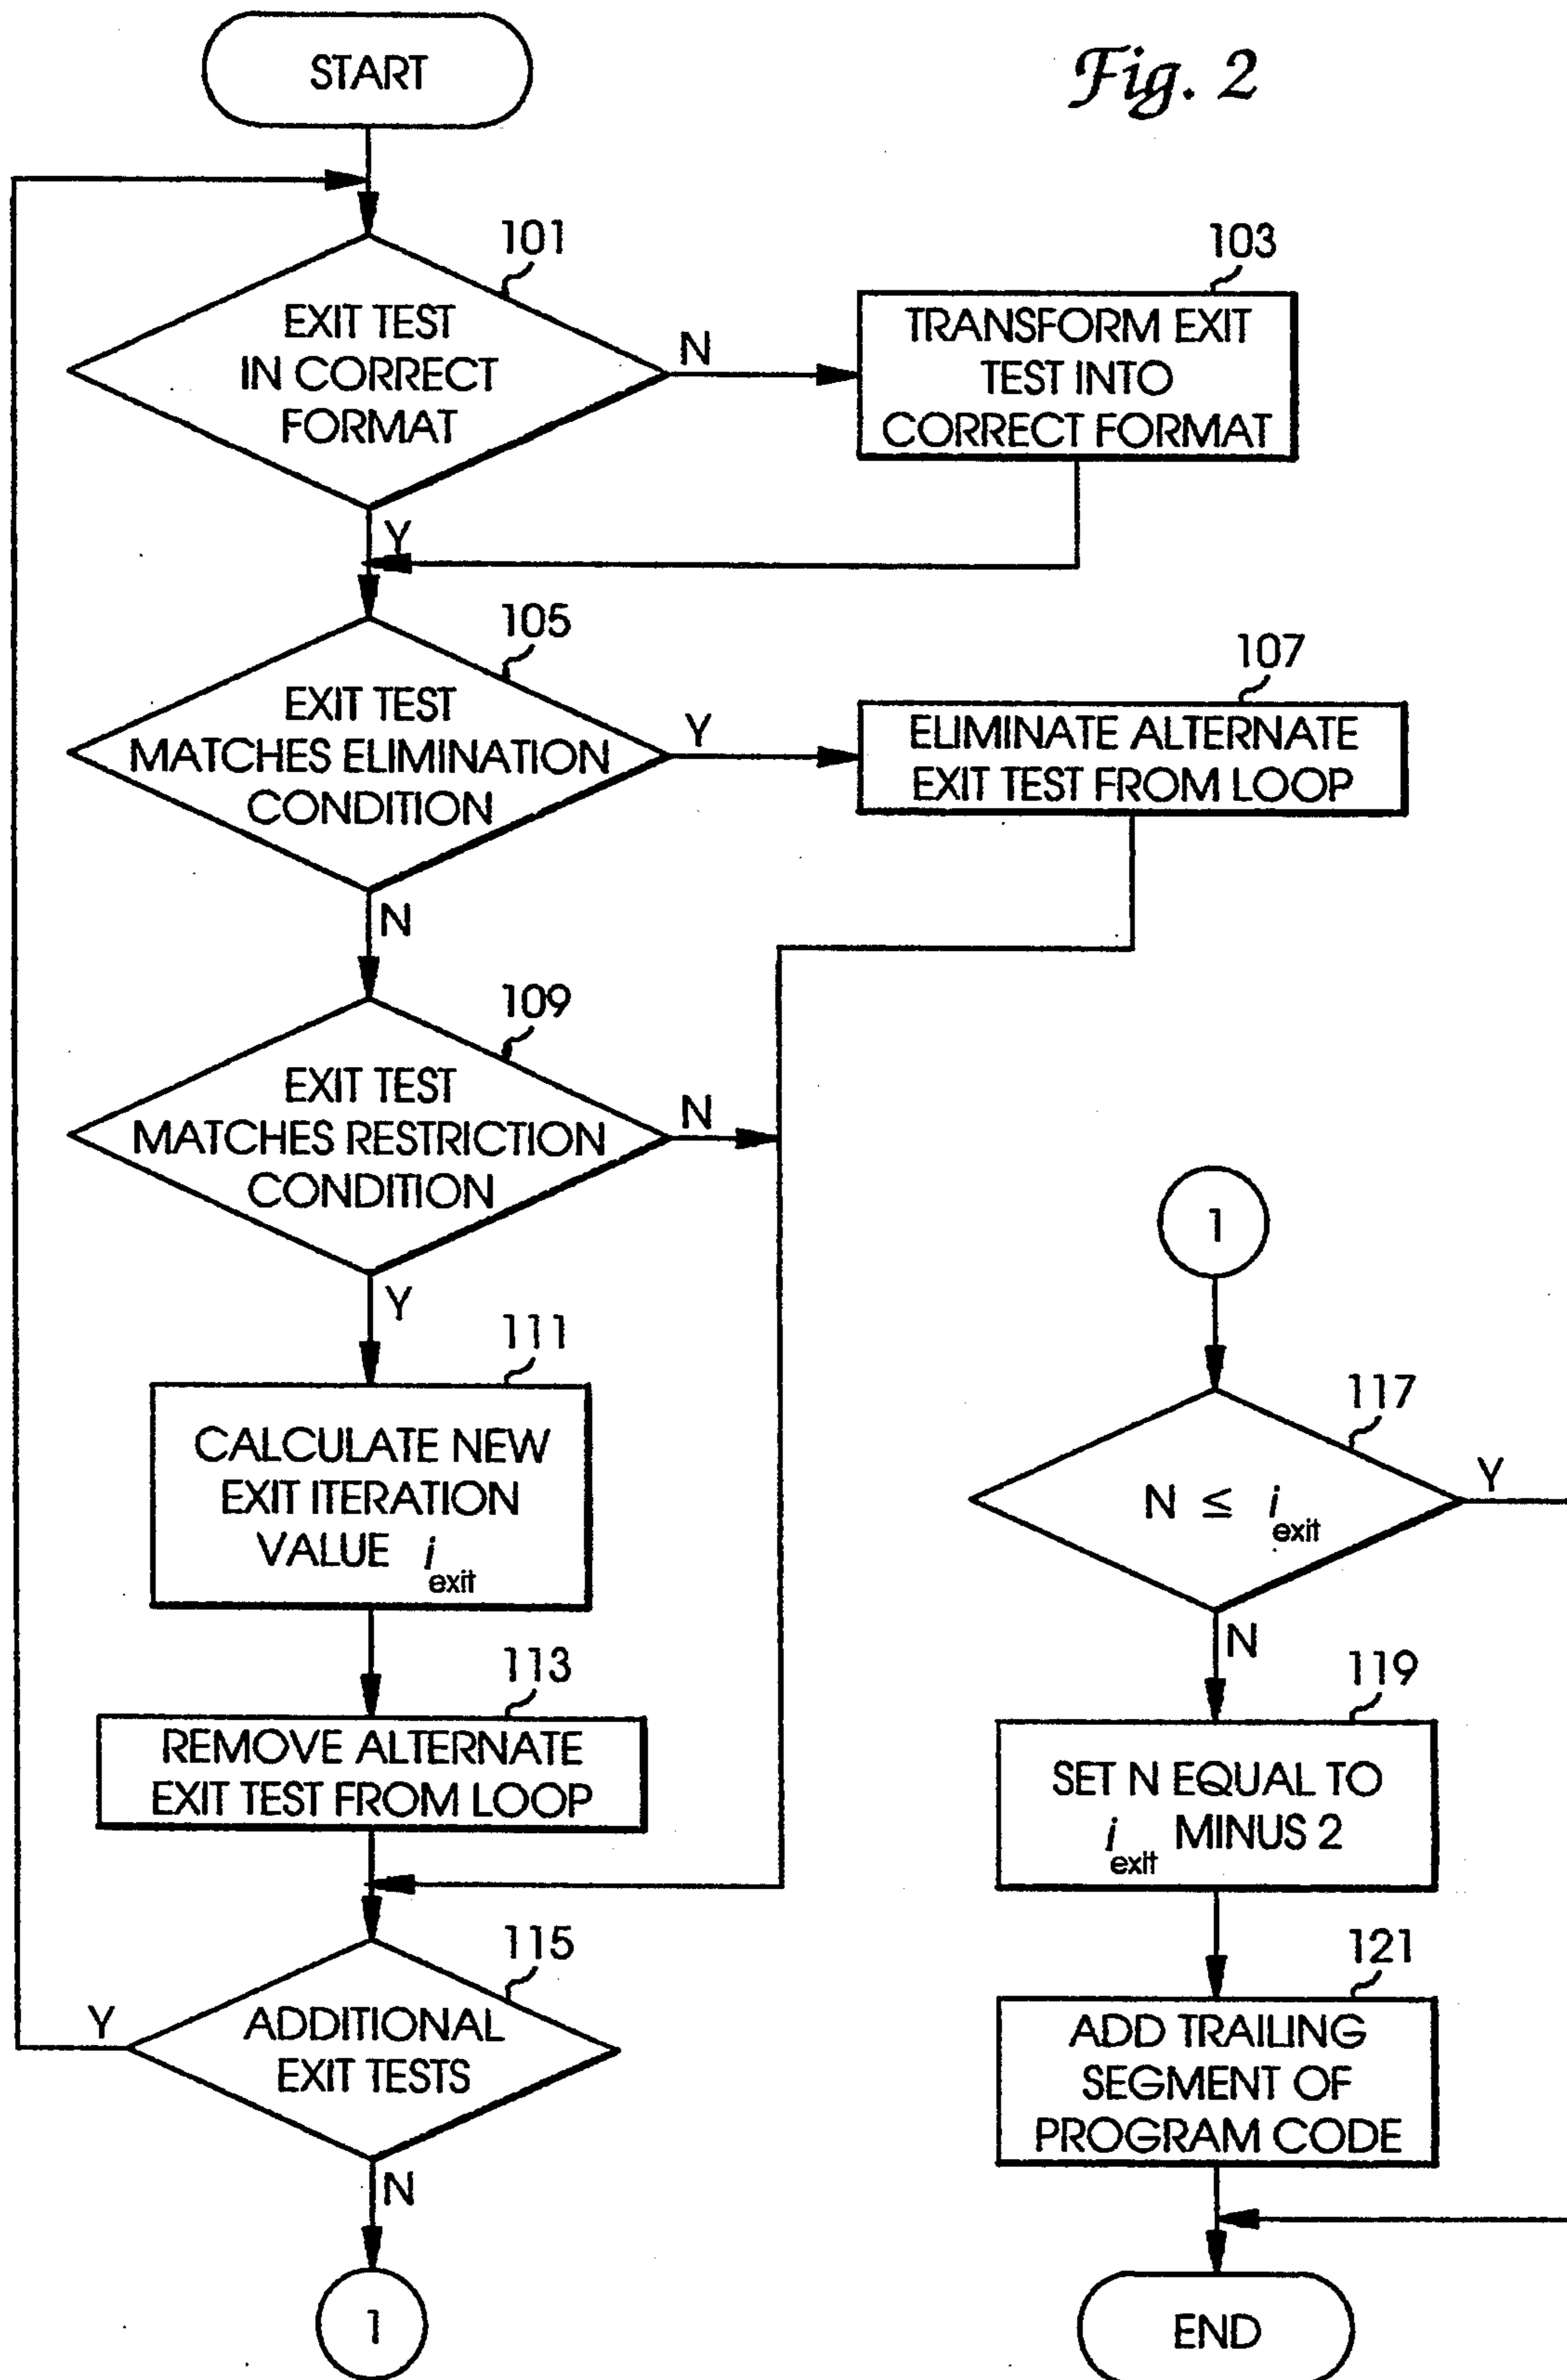 START
Fig. 2
101
EXIT TEST
IN CORRECT
FORMAT
N
Y
103
TRANSFORM EXIT
TEST INTO
CORRECT FORMAT
105
EXIT TEST
MATCHES ELIMINATION
CONDITION
Y
N
107
ELIMINATE ALTERNATE
EXIT TEST FROM LOOP
109
EXIT TEST
MATCHES RESTRICTION
CONDITION
N
Y
111
CALCULATE NEW
EXIT ITERATION
VALUE i exit
113
REMOVE ALTERNATE
EXIT TEST FROM LOOP
115
ADDITIONAL
EXIT TESTS
Y
N
1
1
117
N ≤ i exit
Y
N
119
SET N EQUAL TO
i exit MINUS 2
121
ADD TRAILING
SEGMENT OF
PROGRAM CODE
END